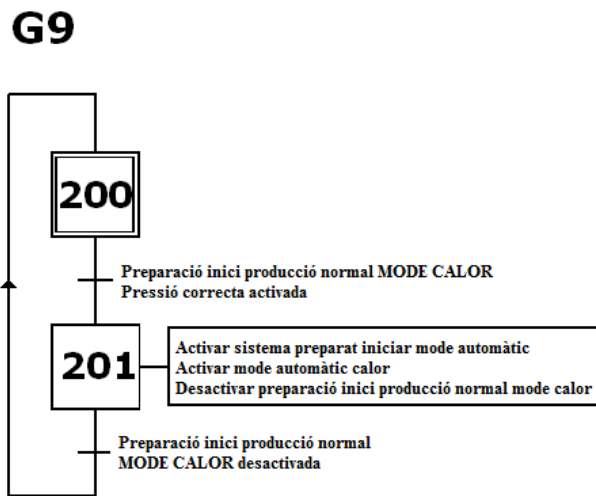 G9
200
Preparació inici producció normal MODE CALOR
Pressió correcta activada
201
Activar sistema preparat iniciar mode automàtic
Activar mode automàtic calor
Desactivar preparació inici producció normal mode calor
Preparació inici producció normal
MODE CALOR desactivada